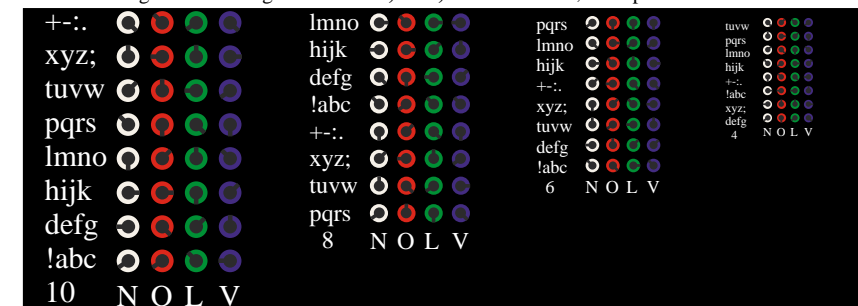 +-:.
xyz;
tuvw
pqrs
lmno
hijk
defg
!abc
10 N O L V
lmno
hijk
defg
!abc
+-:.
xyz;
tuvw
pqrs
8 N O L V
pqrs
lmno
hijk
+-:.
xyz;
tuvw
defg
!abc
6 N O L V
tuvw
pqrs
lmno
hijk
+-:.
!abc
xyz;
defg
4 N O L V